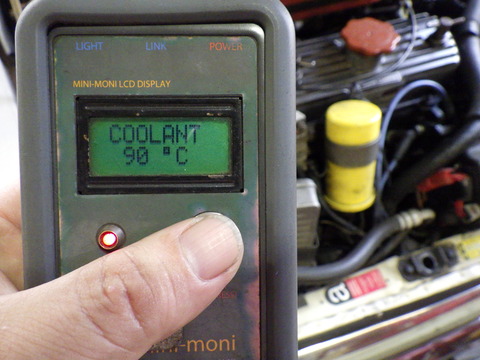 LIGHT LINK POWER
MINI-MONI LCD DISPLAY
COOLANT
90 °C
-moni